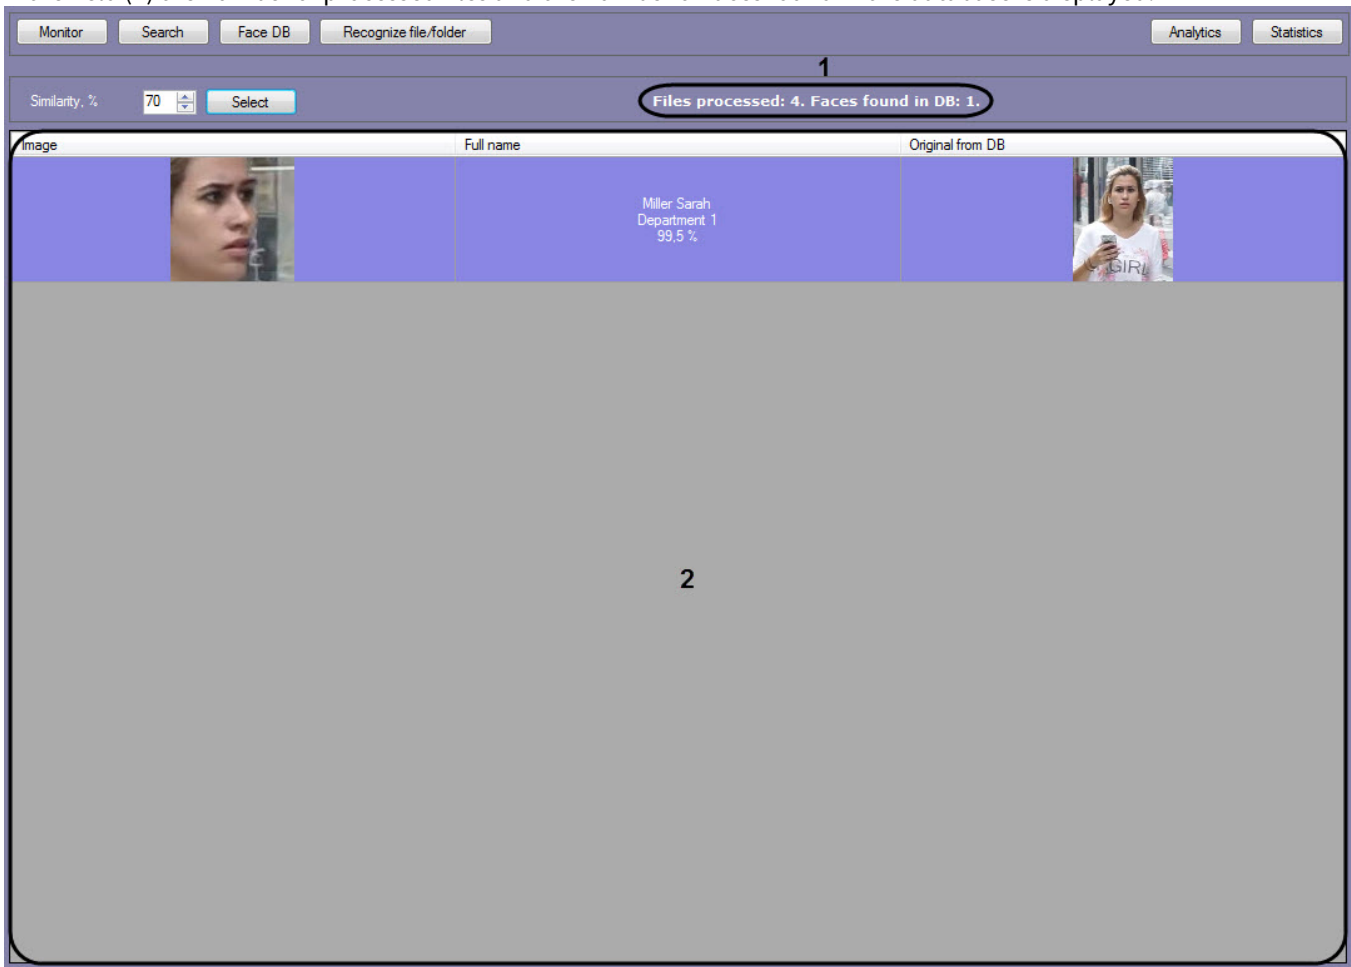 Monitor Search Face DB Recognize file/folder Analytics Statistics
1
Similarity, % 70 Select Files processed: 4. Faces found in DB: 1.
Image Full name Original from DB
Miller Sarah
Department 1
99,5 %
GIRL
2